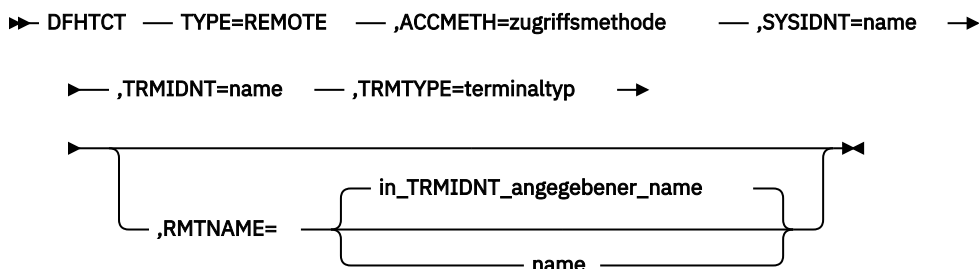 DFHTCT TYPE=REMOTE ,ACCMETH=zugriffsmethode ,SYSIDNT=name
,TRMIDNT=name ,TRMTYPE=terminaltyp
in_TRMIDNT_angegebener_name
,RMTNAME=
name